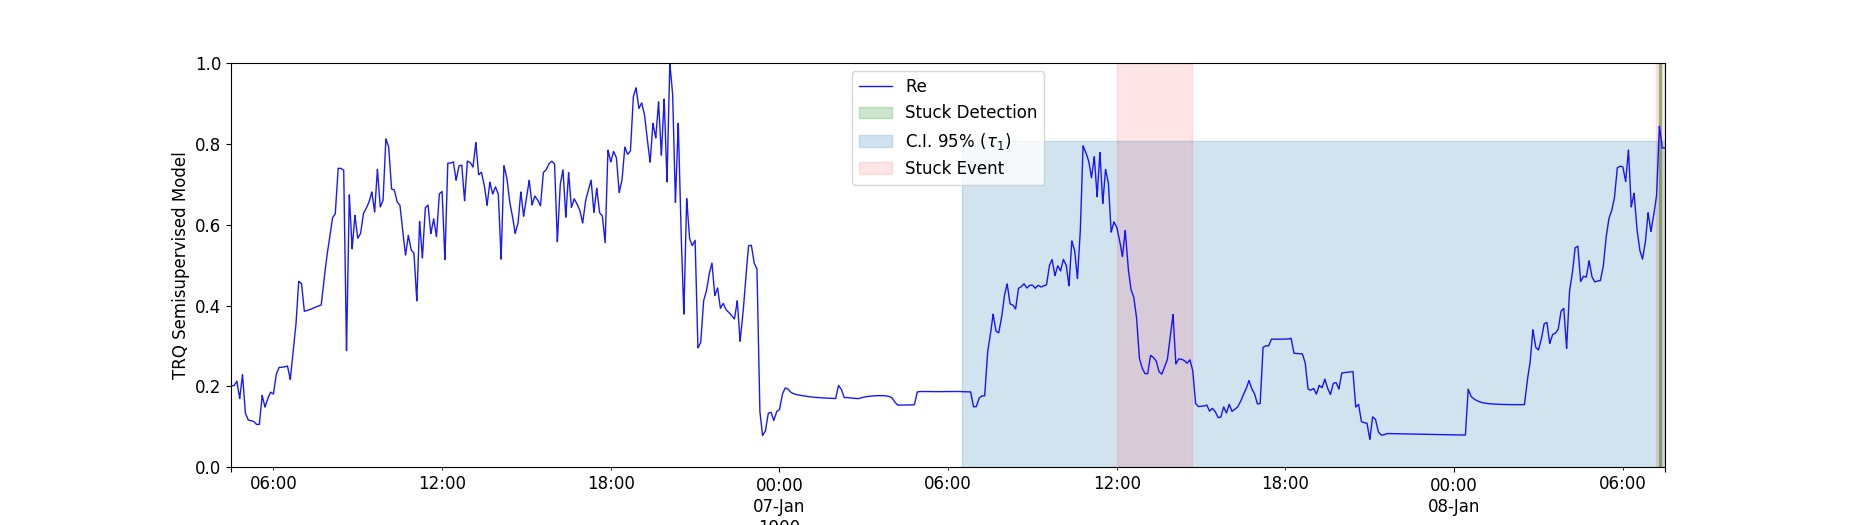 TRQ Semisupervised Model
1.0
0.8
0.6
0.4
0.2
0.0
Re
Stuck Detection
C.I. 95% (τ₁)
Stuck Event
06:00 12:00 18:00 00:00 06:00 12:00 18:00 00:00 06:00
07-Jan 08-Jan
1900